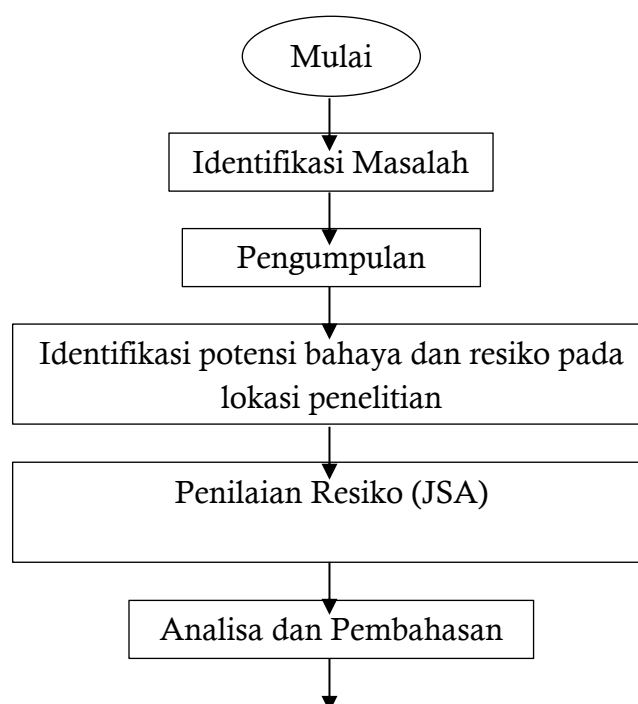 Mulai
Identifikasi Masalah
Pengumpulan
Identifikasi potensi bahaya dan resiko pada
lokasi penelitian
Penilaian Resiko (JSA)
Analisa dan Pembahasan